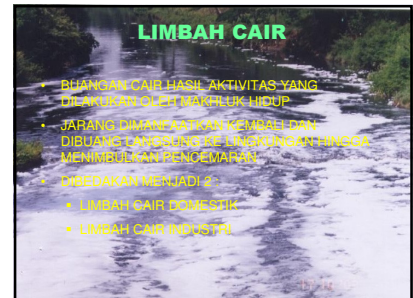 LIMBAH CAIR
• BUANGAN CAIR HASIL AKTIVITAS YANG
DILAKUKAN OLEH MAKHLUK HIDUP
• JARANG DIMANFAATKAN KEMBALI DAN
DIBUANG LANGSUNG KE LINGKUNGAN HINGGA
MENIMBULKAN PENCEMARAN
• DIBEDAKAN MENJADI 2 :
• LIMBAH CAIR DOMESTIK
• LIMBAH CAIR INDUSTRI